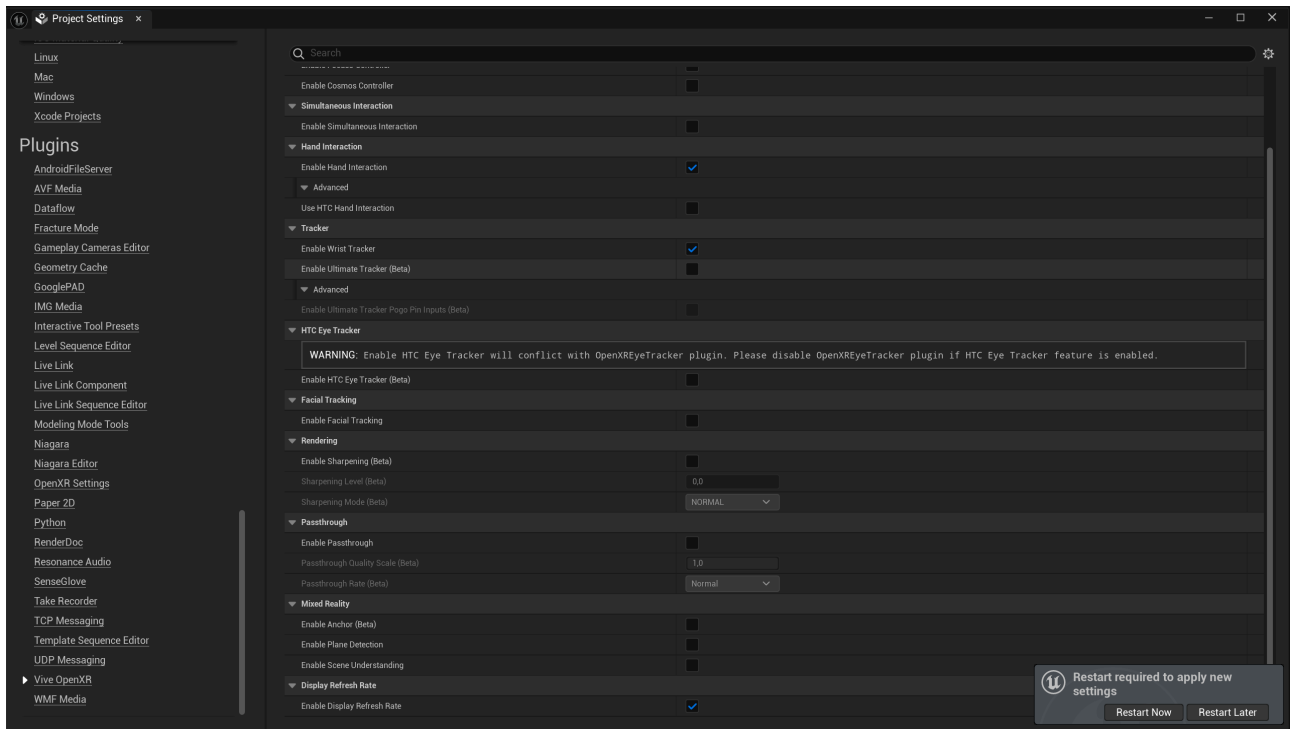 Project Settings
Linux
Mac
Windows
Xcode Projects
Plugins
AndroidFileServer
AVF Media
Dataflow
Fracture Mode
Gameplay Cameras Editor
Geometry Cache
GooglePAD
IMG Media
Interactive Tool Presets
Level Sequence Editor
Live Link
Live Link Component
Live Link Sequence Editor
Modeling Mode Tools
Niagara
Niagara Editor
OpenXR Settings
Paper 2D
Python
RenderDoc
Resonance Audio
SenseGlove
Take Recorder
TCP Messaging
Template Sequence Editor
UDP Messaging
Vive OpenXR
WMF Media
Search
Enable Cosmos Controller
Simultaneous Interaction
Enable Simultaneous Interaction
Hand Interaction
Enable Hand Interaction
Advanced
Use HTC Hand Interaction
Tracker
Enable Wrist Tracker
Enable Ultimate Tracker (Beta)
Advanced
Enable Ultimate Tracker Pogo Pin Inputs (Beta)
HTC Eye Tracker
WARNING: Enable HTC Eye Tracker will conflict with OpenXREyeTracker plugin. Please disable OpenXREyeTracker plugin if HTC Eye Tracker feature is enabled.
Enable HTC Eye Tracker (Beta)
Facial Tracking
Enable Facial Tracking
Rendering
Enable Sharpening (Beta)
Sharpening Level (Beta) 0,0
Sharpening Mode (Beta) NORMAL
Passthrough
Enable Passthrough
Passthrough Quality Scale (Beta) 1,0
Passthrough Rate (Beta) Normal
Mixed Reality
Enable Anchor (Beta)
Enable Plane Detection
Enable Scene Understanding
Display Refresh Rate
Enable Display Refresh Rate
Restart required to apply new
settings
Restart Now Restart Later